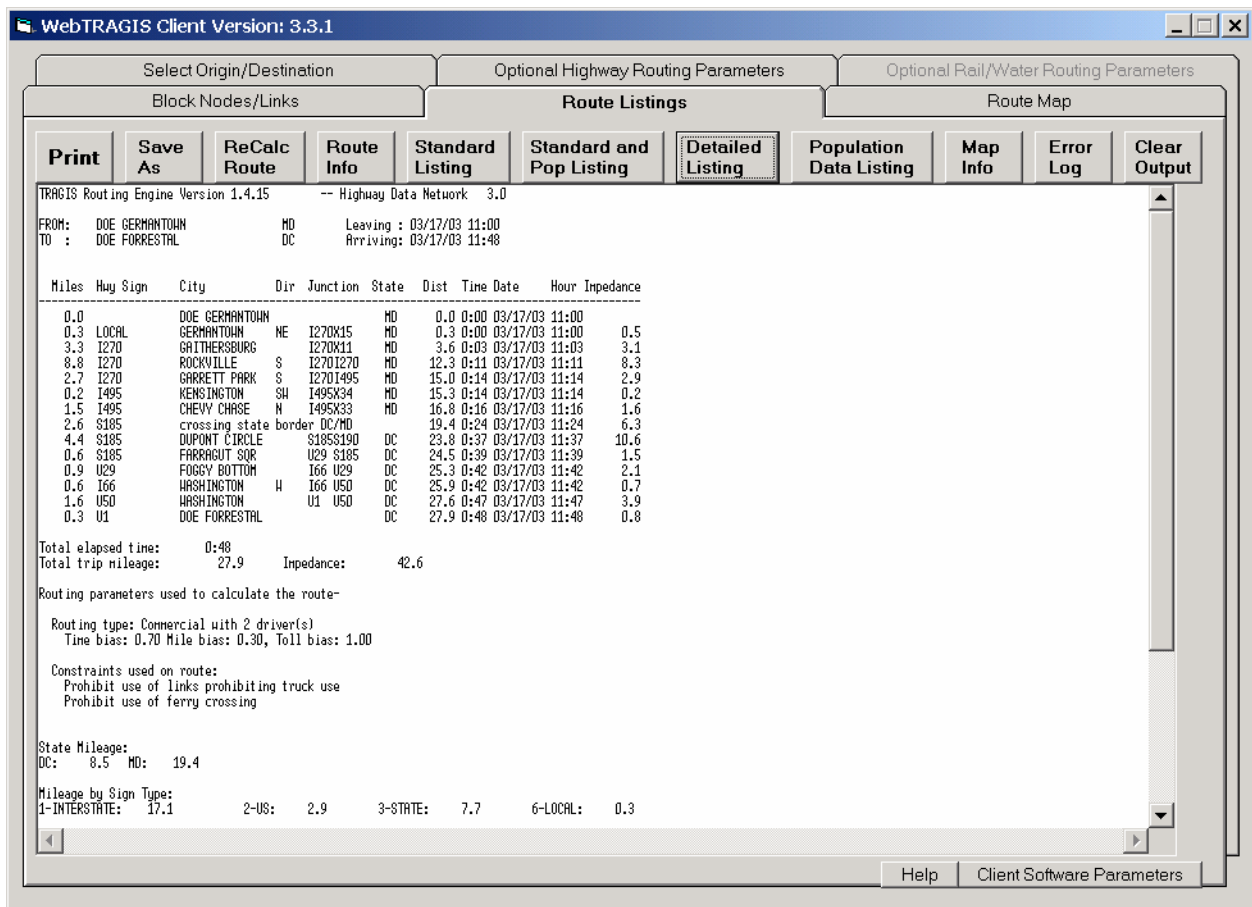 WebTRAGIS Client Version: 3.3.1
Select Origin/Destination Optional Highway Routing Parameters Optional Rail/Water Routing Parameters
Block Nodes/Links Route Listings Route Map
Print Save As ReCalc Route Route Info Standard Listing Standard and Pop Listing Detailed Listing Population Data Listing Map Info Error Log Clear Output
TRAGIS Routing Engine Version 1.4.15 -- Highway Data Network 3.0
FROM: DOE GERMANTOWN MD Leaving : 03/17/03 11:00
TO : DOE FORRESTAL DC Arriving: 03/17/03 11:48
Miles Hwy Sign City Dir Junction State Dist Time Date Hour Impedance
0.0 DOE GERMANTOWN MD 0.0 0:00 03/17/03 11:00
0.3 LOCAL GERMANTOWN NE I270X15 MD 0.3 0:00 03/17/03 11:00 0.5
3.3 I270 GAITHERSBURG I270X11 MD 3.6 0:03 03/17/03 11:03 3.1
8.8 I270 ROCKVILLE S I270I270 MD 12.3 0:11 03/17/03 11:11 8.3
2.7 I270 GARRETT PARK S I270I495 MD 15.0 0:14 03/17/03 11:14 2.9
0.2 I495 KENSINGTON SW I495X34 MD 15.3 0:14 03/17/03 11:14 0.2
1.5 I495 CHEVY CHASE N I495X33 MD 16.8 0:16 03/17/03 11:16 1.6
2.6 S185 crossing state border DC/MD 19.4 0:24 03/17/03 11:24 6.3
4.4 S185 DUPONT CIRCLE S185S190 DC 23.8 0:37 03/17/03 11:37 10.6
0.6 S185 FARRAGUT SQR U29 S185 DC 24.5 0:39 03/17/03 11:39 1.5
0.9 U29 FOGGY BOTTOM I66 U29 DC 25.3 0:42 03/17/03 11:42 2.1
0.6 I66 WASHINGTON W I66 U50 DC 25.9 0:42 03/17/03 11:42 0.7
1.6 U50 WASHINGTON U1 U50 DC 27.6 0:47 03/17/03 11:47 3.9
0.3 U1 DOE FORRESTAL DC 27.9 0:48 03/17/03 11:48 0.8
Total elapsed time: 0:48
Total trip mileage: 27.9 Impedance: 42.6
Routing parameters used to calculate the route-
Routing type: Commercial with 2 driver(s)
Time bias: 0.70 Mile bias: 0.30, Toll bias: 1.00
Constraints used on route:
Prohibit use of links prohibiting truck use
Prohibit use of ferry crossing
State Mileage:
DC: 8.5 MD: 19.4
Mileage by Sign Type:
1-INTERSTATE: 17.1 2-US: 2.9 3-STATE: 7.7 6-LOCAL: 0.3
Help Client Software Parameters